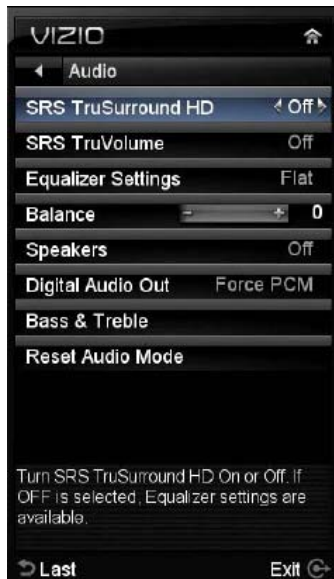 VIZIO
Audio
SRS TruSurround HD Off
SRS TruVolume Off
Equalizer Settings Flat
Balance - + 0
Speakers Off
Digital Audio Out Force PCM
Bass & Treble
Reset Audio Mode
Turn SRS TruSurround HD On or Off. If
OFF is selected, Equalizer settings are
available.
Last Exit